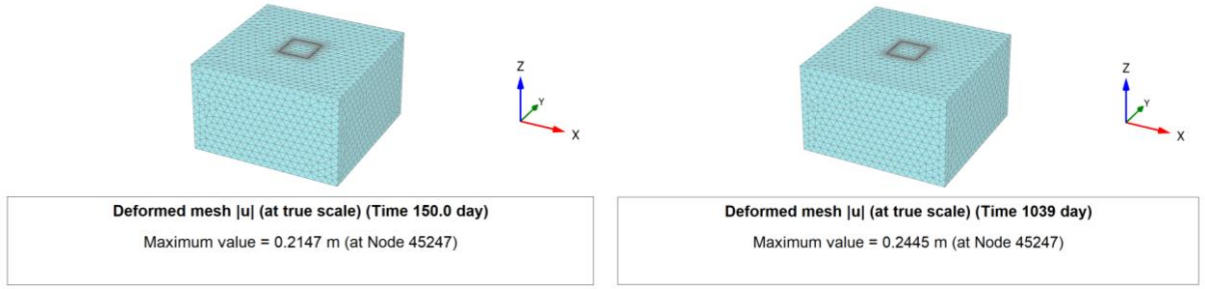 Z
Y
X
Deformed mesh |u| (at true scale) (Time 150.0 day)
Maximum value = 0.2147 m (at Node 45247)
Z
Y
X
Deformed mesh |u| (at true scale) (Time 1039 day)
Maximum value = 0.2445 m (at Node 45247)